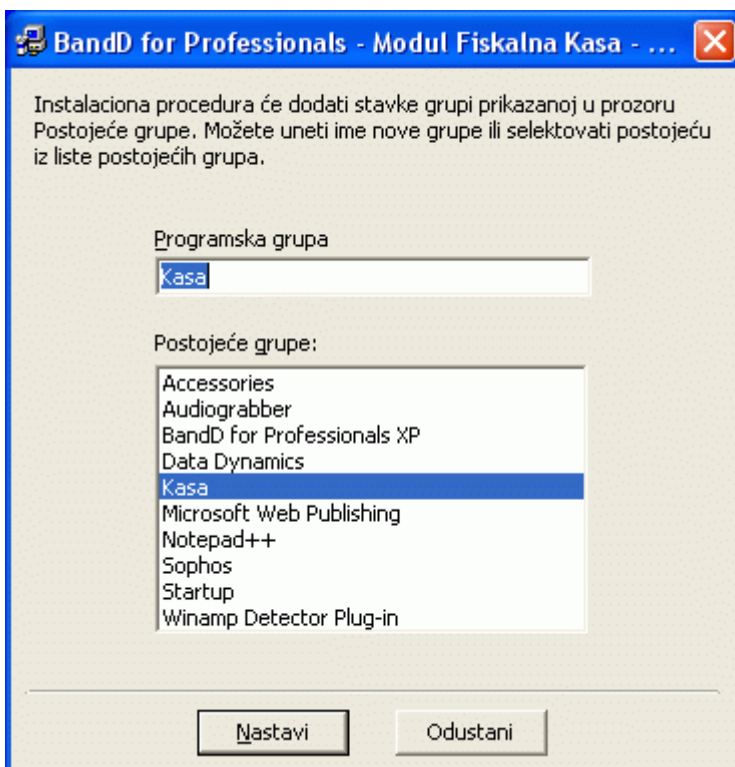 BandD for Professionals - Modul Fiskalna Kasa - ...
Instalaciona procedura će dodati stavke grupi prikazanoj u prozoru
Postojeće grupe. Možete uneti ime nove grupe ili selektovati postojeću
iz liste postojećih grupa.
Programska grupa
Kasa
Postojeće grupe:
Accessories
Audiograbber
BandD for Professionals XP
Data Dynamics
Kasa
Microsoft Web Publishing
Notepad++
Sophos
Startup
Winamp Detector Plug-in
Nastavi
Odustani